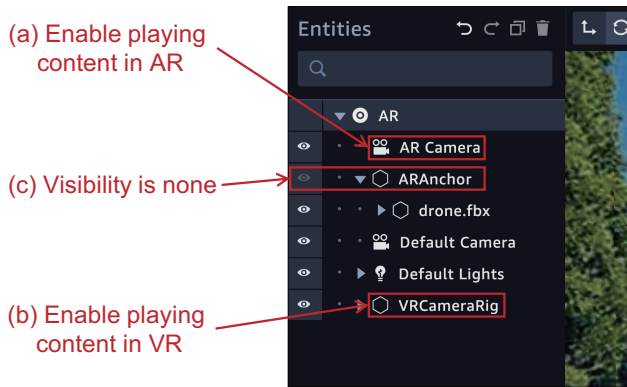 (a) Enable playing
content in AR
(c) Visibility is none
(b) Enable playing
content in VR
Entities
AR
AR Camera
ARAnchor
drone.fbx
Default Camera
Default Lights
VRCameraRig